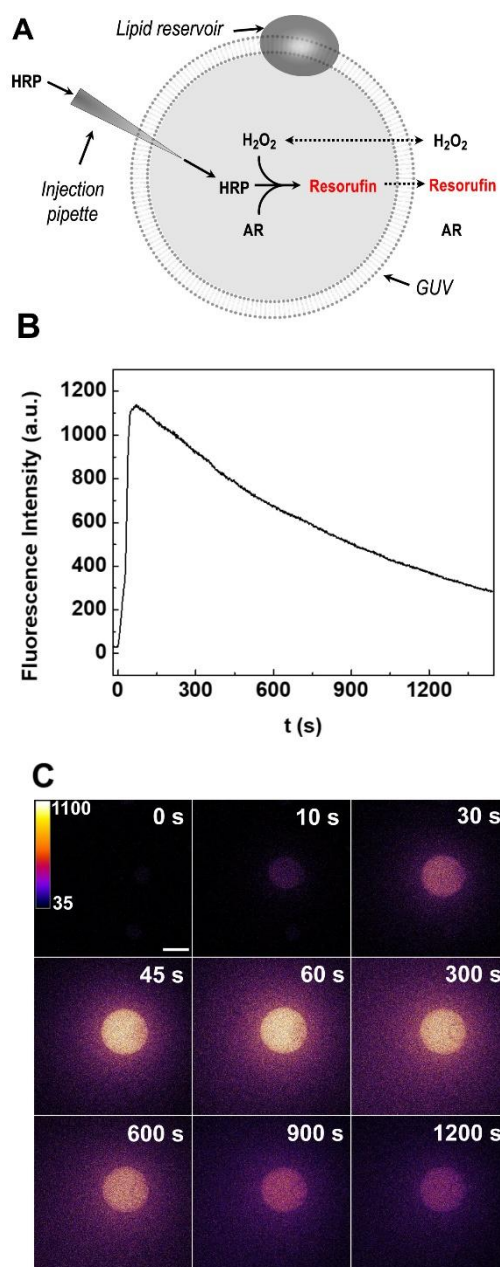 A
Lipid reservoir
HRP
Injection pipette
H₂O₂
H₂O₂
HRP
Resorufin
Resorufin
AR
AR
GUV
B
Fluorescence Intensity (a.u.)
1200
1000
800
600
400
200
0
0 300 600 900 1200
t (s)
C
1100
35
0 s 10 s 30 s
45 s 60 s 300 s
600 s 900 s 1200 s